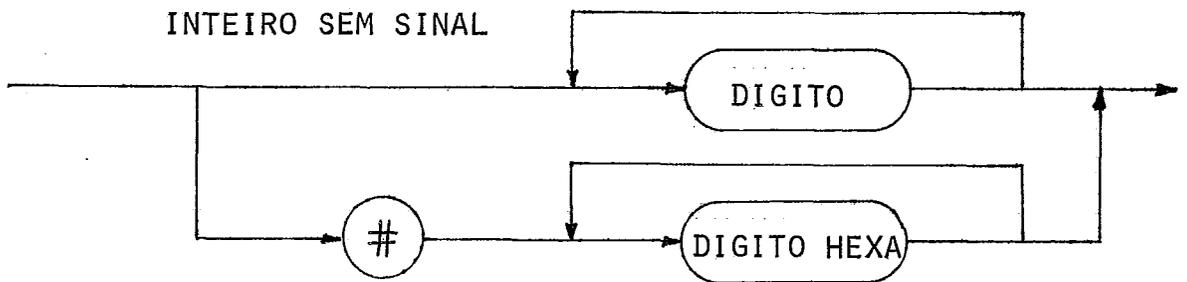 INTEIRO SEM SINAL
DIGITO
#
DIGITO HEXA